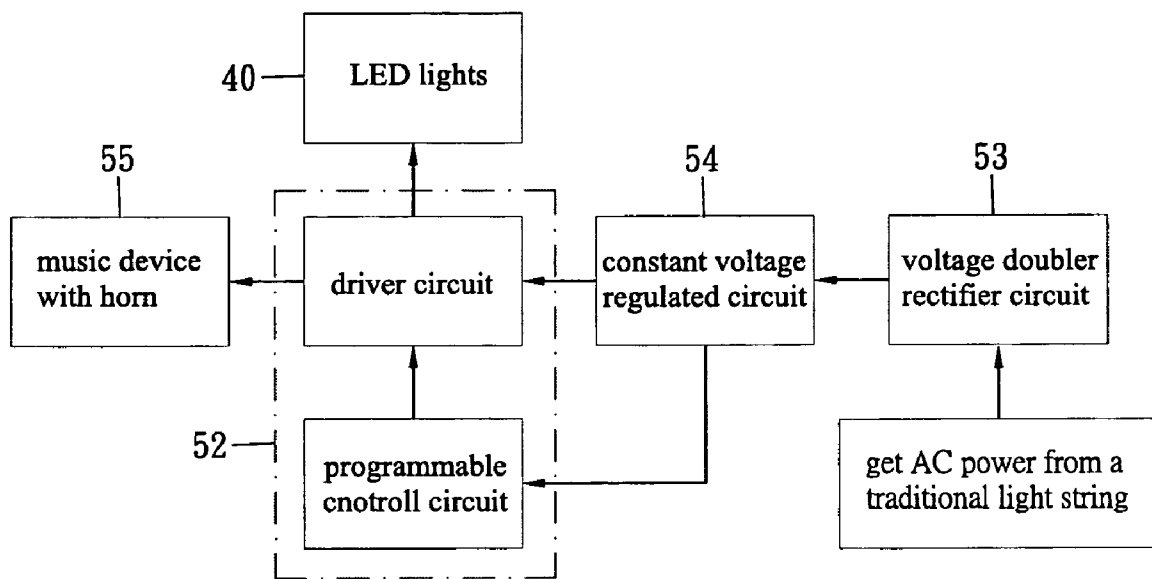 40
LED lights
55
54
53
music device
with horn
driver circuit
constant voltage
regulated circuit
voltage doubler
rectifier circuit
52
programmable
cnotroll circuit
get AC power from a
traditional light string